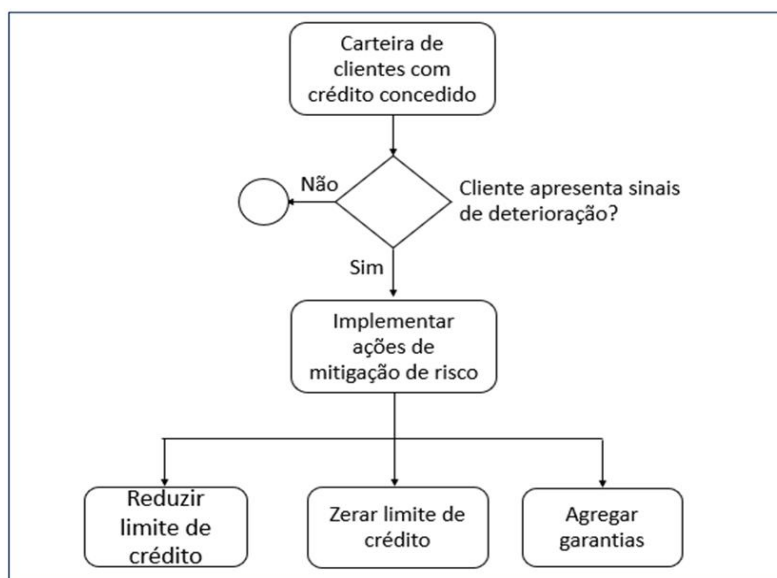 Carteira de
clientes com
crédito concedido
Não
Cliente apresenta sinais
de deterioração?
Sim
Implementar
ações de
mitigação de risco
Reduzir
limite de
crédito
Zerar limite de
crédito
Agregar
garantias